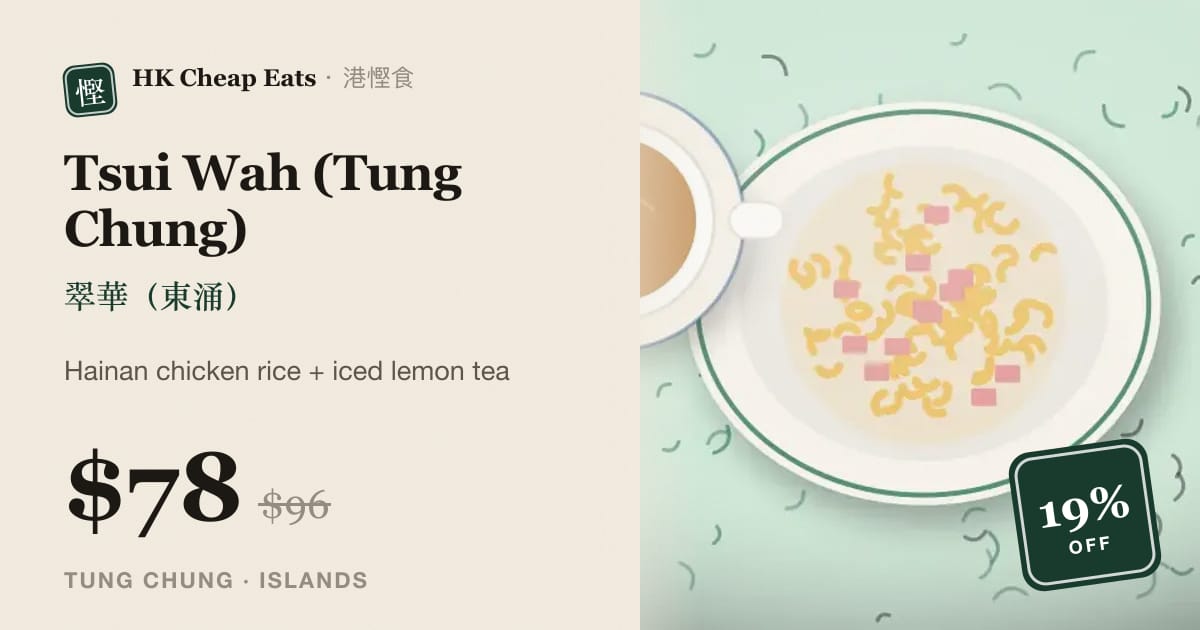 慳
HK Cheap Eats · 港慳食
Tsui Wah (Tung
Chung)
翠華（東涌）
Hainan chicken rice + iced lemon tea
$78 $96
TUNG CHUNG · ISLANDS
19%
OFF